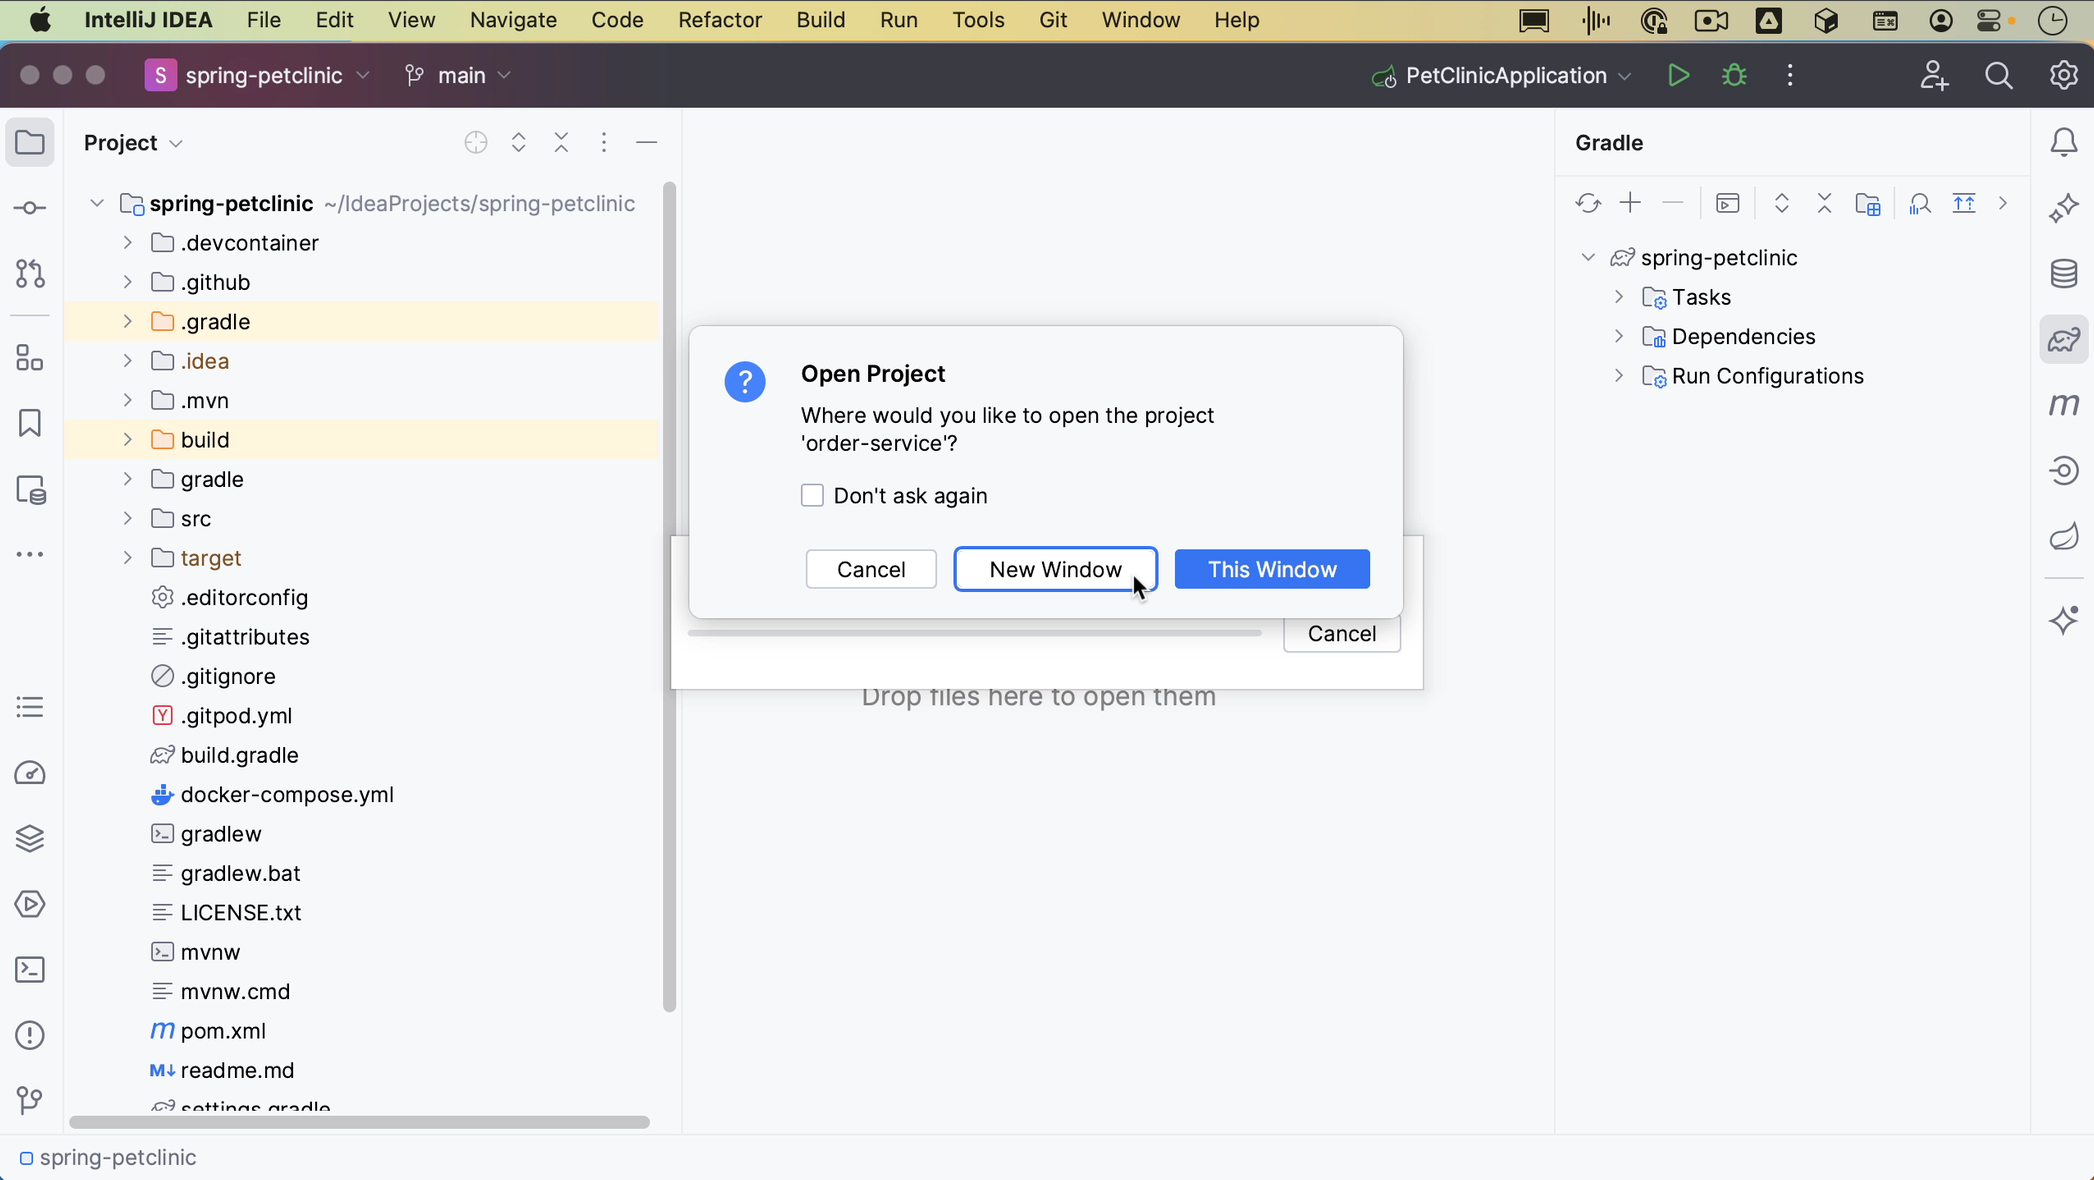 IntelliJ IDEA File Edit View Navigate Code Refactor Build Run Tools Git Window Help
S spring-petclinic main PetClinicApplication
Project
spring-petclinic ~/IdeaProjects/spring-petclinic
.devcontainer
.github
.gradle
.idea
.mvn
build
gradle
src
target
.editorconfig
.gitattributes
.gitignore
Y .gitpod.yml
build.gradle
docker-compose.yml
gradlew
gradlew.bat
LICENSE.txt
mvnw
mvnw.cmd
m pom.xml
M↓ readme.md
settings.gradle
Open Project
Where would you like to open the project
'order-service'?
Don't ask again
Cancel New Window This Window
Cancel
Drop files here to open them
Gradle
spring-petclinic
Tasks
Dependencies
Run Configurations
m
spring-petclinic